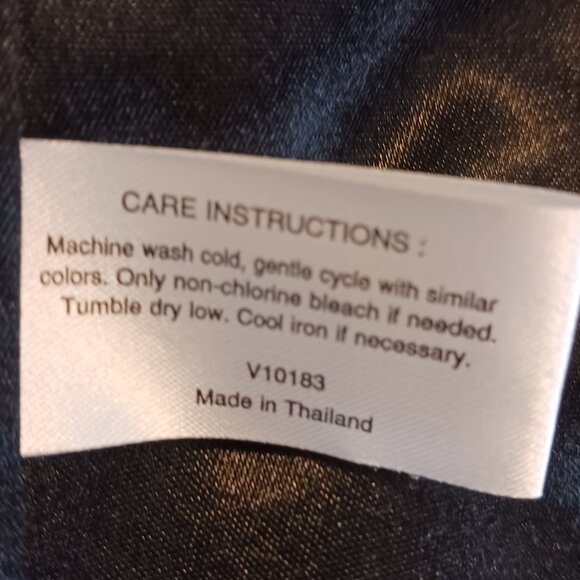 CARE INSTRUCTIONS :
Machine wash cold, gentle cycle with similar
colors. Only non-chlorine bleach if needed.
Tumble dry low. Cool iron if necessary.
V10183
Made in Thailand